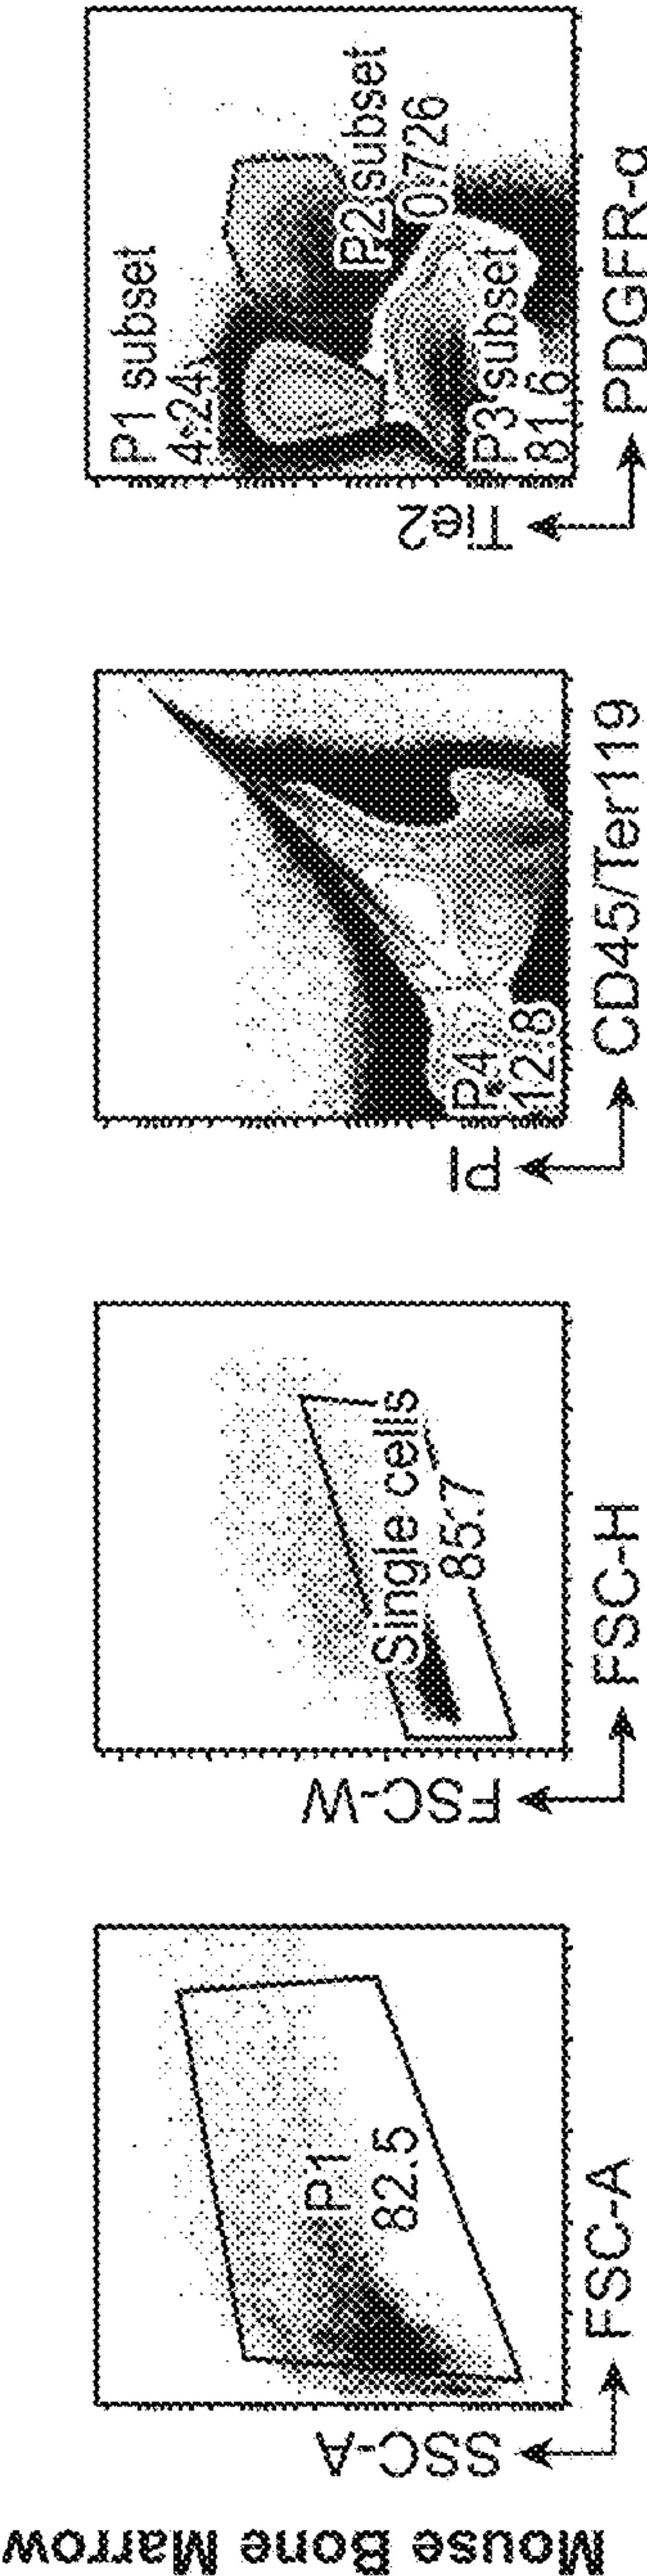 Mouse Bone Marrow
SSC-A
P1
82.5
FSC-A
FSC-W
Single cells
85.7
FSC-H
PI
P4
12.8
CD45/Ter119
Tie2
P1 subset
4.24
P2 subset
0.726
P3 subset
81.6
PDGFR-α